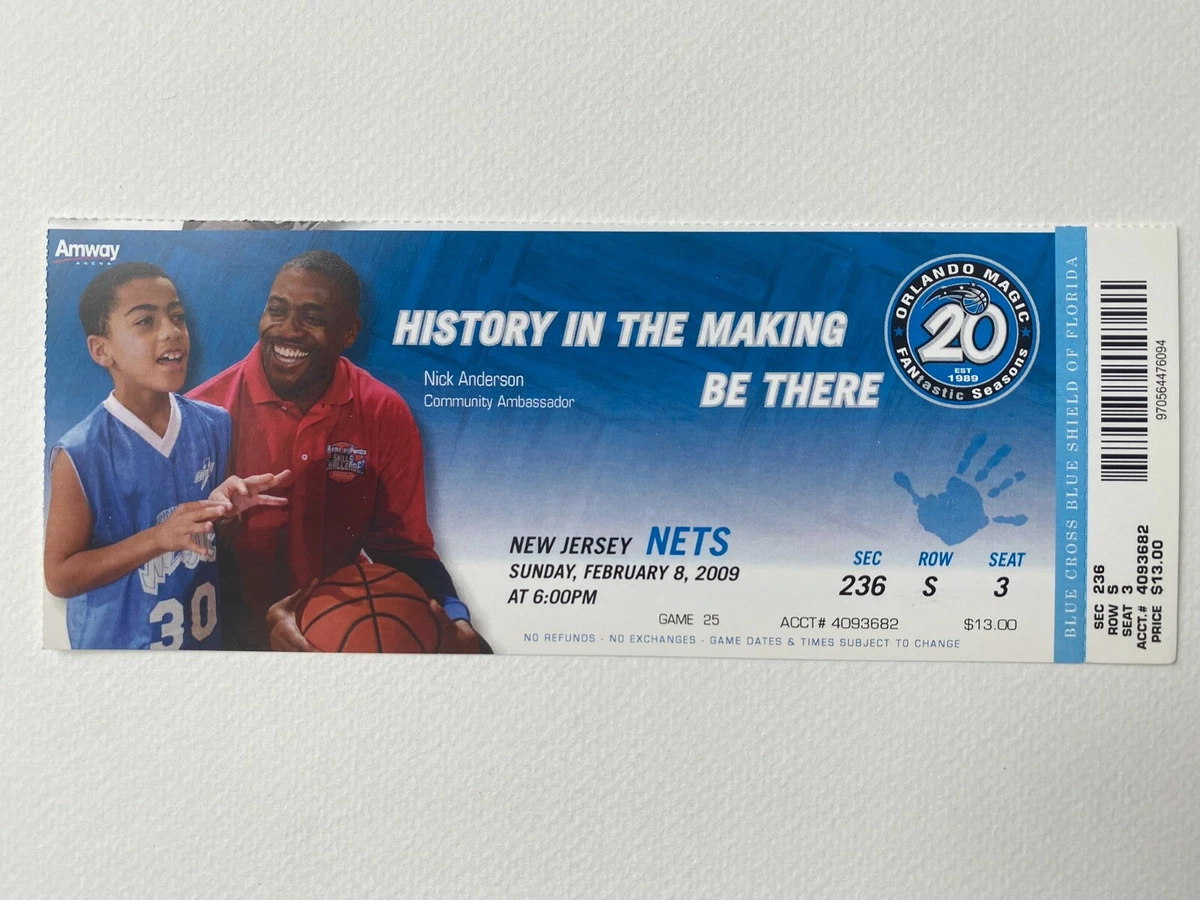 Amway
ARENA
HISTORY IN THE MAKING
BE THERE
Nick Anderson
Community Ambassador
ORLANDO MAGIC
20
EST
1989
FANtastic Seasons
SKILLS
CHALLENGE
30
NEW JERSEY NETS
SUNDAY, FEBRUARY 8, 2009
AT 6:00PM
SEC ROW SEAT
236 S 3
GAME 25 ACCT# 4093682 $13.00
NO REFUNDS - NO EXCHANGES - GAME DATES & TIMES SUBJECT TO CHANGE
BLUE CROSS BLUE SHIELD OF FLORIDA
970564476094
SEC 236
ROW S
SEAT 3
ACCT.# 4093682
PRICE $13.00